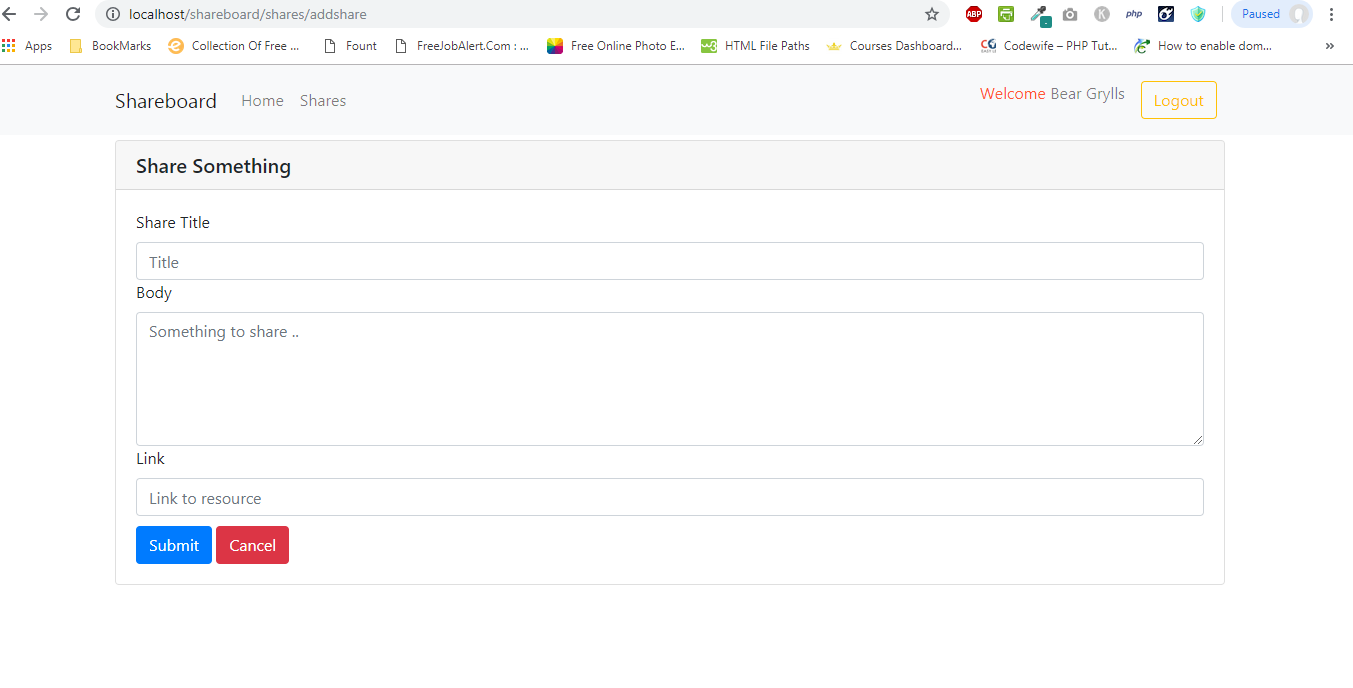 localhost/shareboard/shares/addshare
ABP
K
php
Paused
Apps BookMarks Collection Of Free ... Fount FreeJobAlert.Com : ... Free Online Photo E... HTML File Paths Courses Dashboard... Codewife – PHP Tut... How to enable dom... »
Shareboard Home Shares Welcome Bear Grylls Logout
Share Something
Share Title
Title
Body
Something to share ..
Link
Link to resource
Submit Cancel